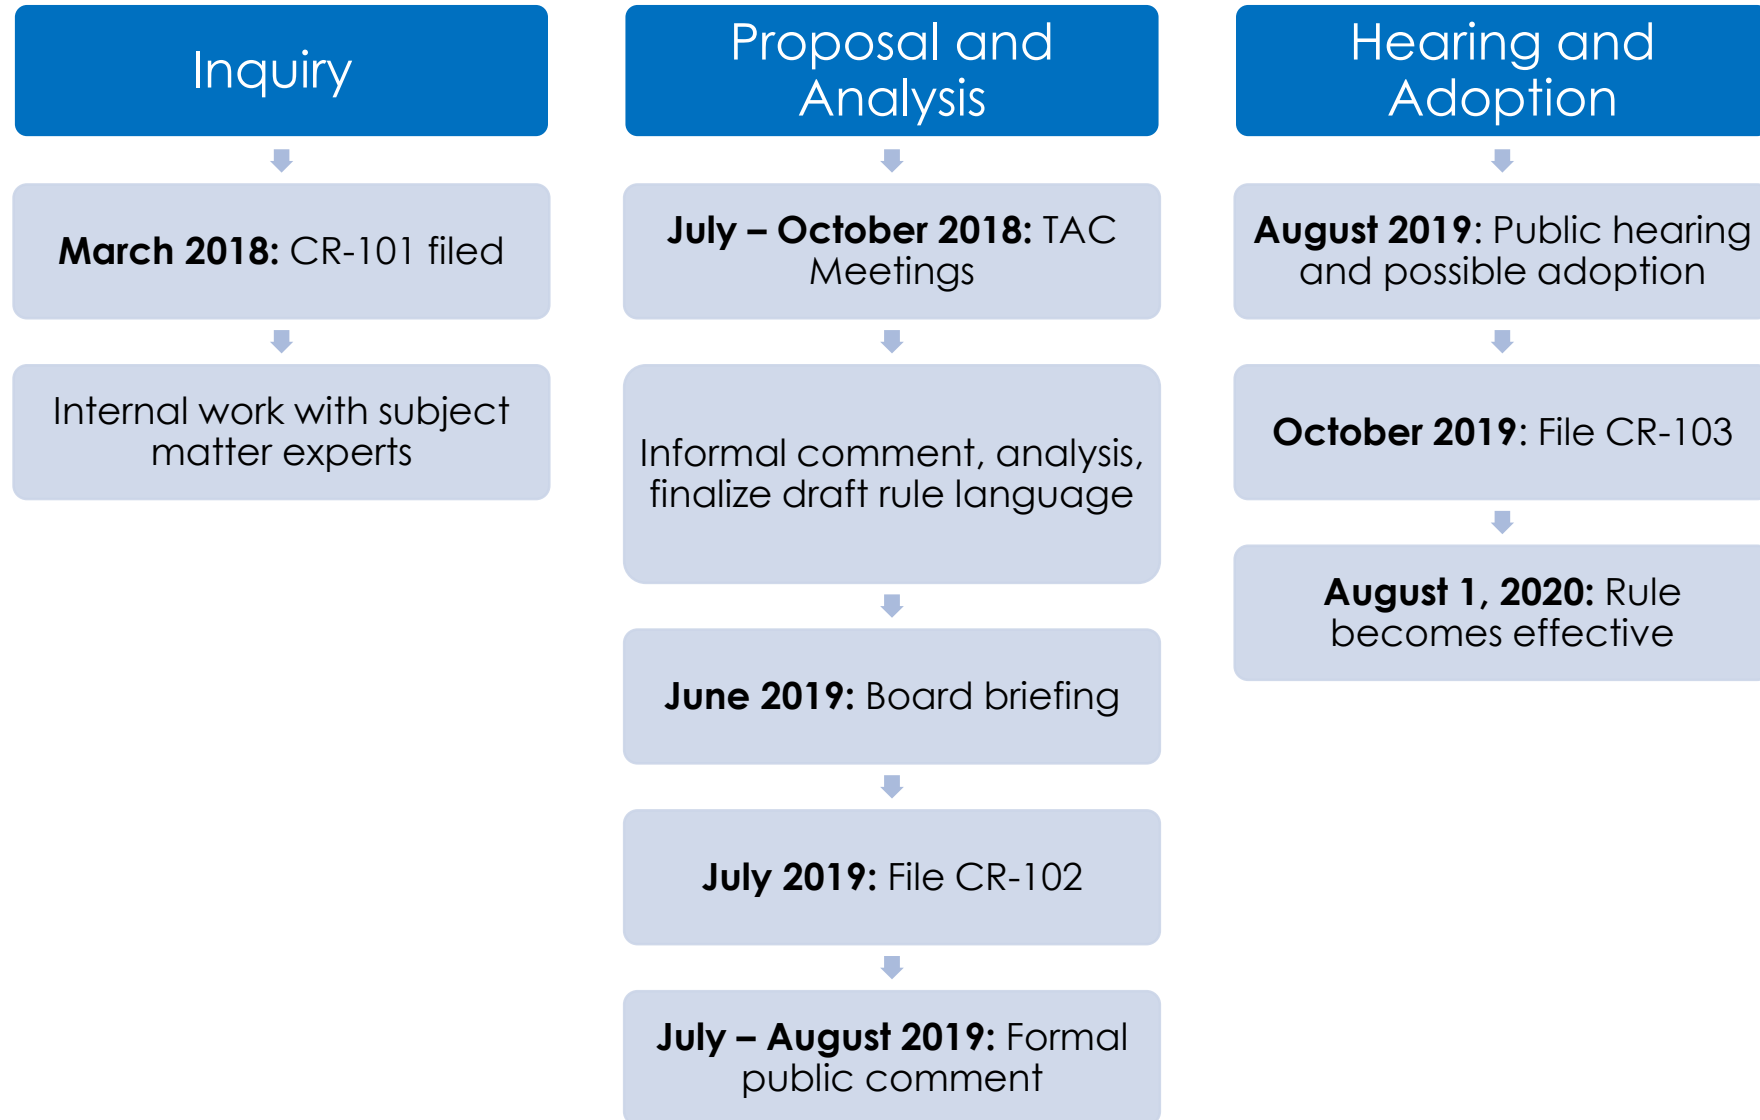 Inquiry
March 2018: CR-101 filed
Internal work with subject
matter experts
Proposal and
Analysis
July – October 2018: TAC
Meetings
Informal comment, analysis,
finalize draft rule language
June 2019: Board briefing
July 2019: File CR-102
July – August 2019: Formal
public comment
Hearing and
Adoption
August 2019: Public hearing
and possible adoption
October 2019: File CR-103
August 1, 2020: Rule
becomes effective